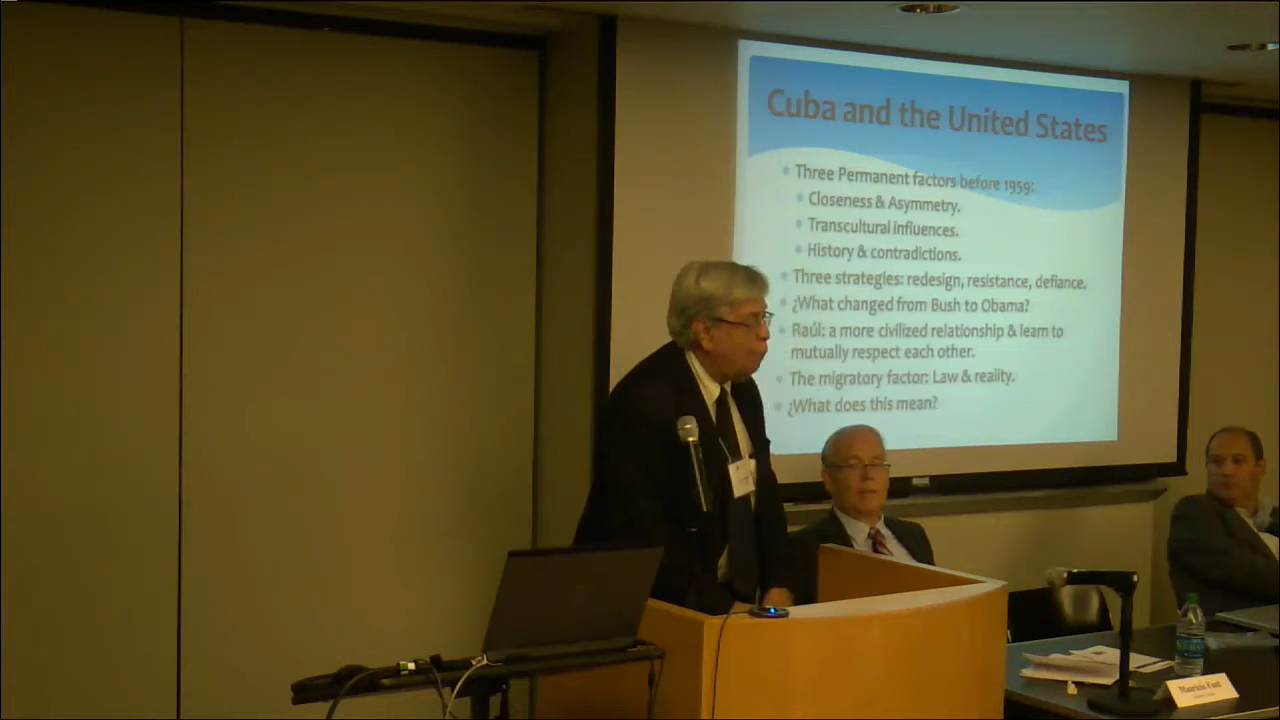 Cuba and the United States
Three Permanent factors before 1959:
Closeness & Asymmetry.
Transcultural influences.
History & contradictions.
Three strategies: redesign, resistance, defiance.
¿What changed from Bush to Obama?
Raúl: a more civilized relationship & learn to
mutually respect each other.
The migratory factor: Law & reality.
¿What does this mean?
Mauricio Font